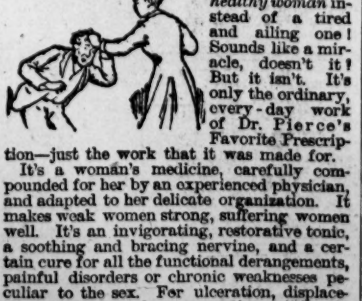 healthy woman in-
stead of a tired
and ailing one!
Sounds like a mir-
acle, doesn't it?
But it isn't. It's
only the ordinary,
every-day work
of Dr. Pierce's
Favorite Prescrip-
tion—just the work that it was made for.
It's a woman's medicine, carefully com-
pounded for her by an experienced physician,
and adapted to her delicate organization. It
makes weak women strong, suffering women
well. It's an invigorating, restorative tonic,
a soothing and bracing nervine, and a cer-
tain cure for all the functional derangements,
painful disorders or chronic weaknesses pe-
culiar to the sex. For ulceration, displace-